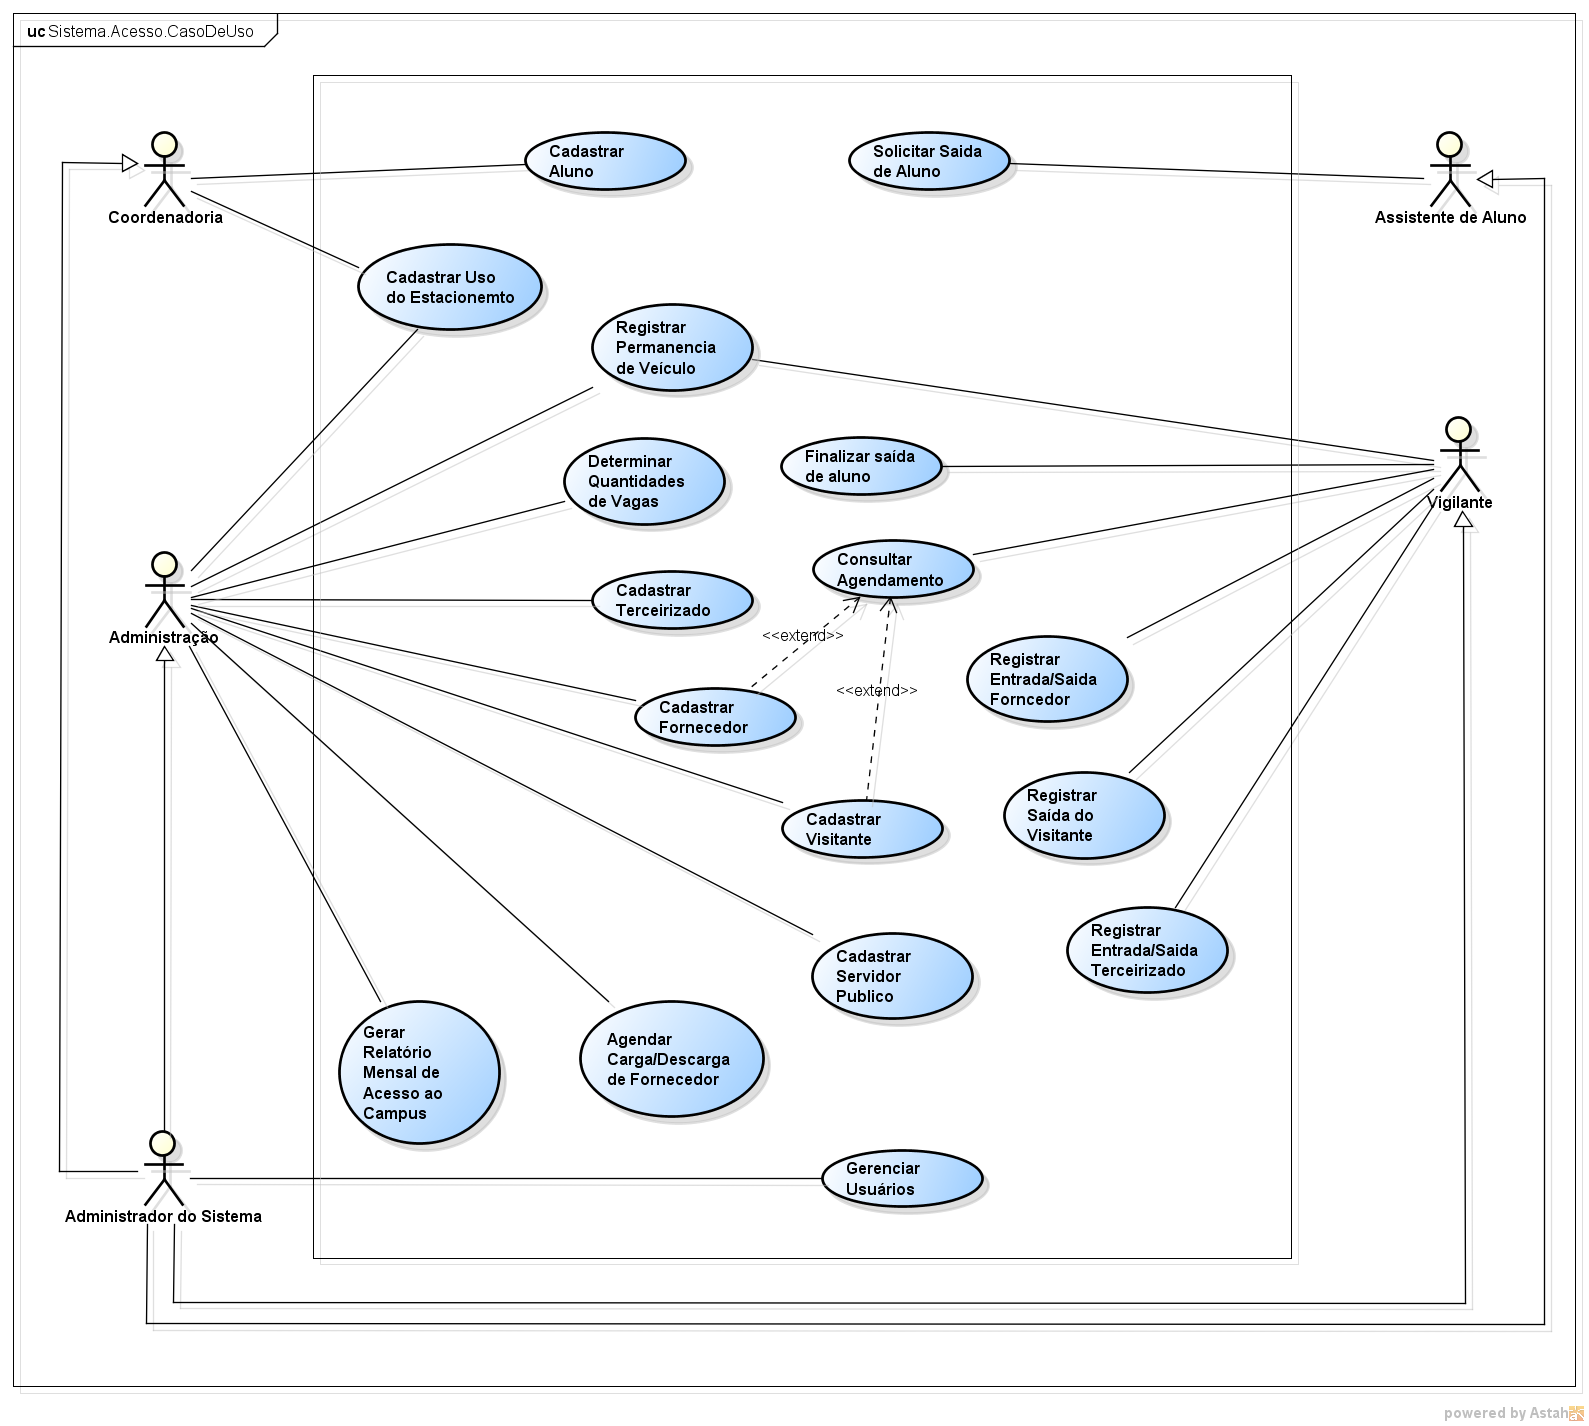 uc Sistema.Acesso.CasoDeUso
Cadastrar
Aluno
Solicitar Saida
de Aluno
Coordenadoria
Assistente de Aluno
Cadastrar Uso
do Estacionemto
Registrar
Permanencia
de Veículo
Determinar
Quantidades
de Vagas
Finalizar saída
de aluno
Vigilante
Consultar
Agendamento
Cadastrar
Terceirizado
Administração
<<extend>>
<<extend>>
Registrar
Entrada/Saida
Forncedor
Cadastrar
Fornecedor
Registrar
Saída do
Visitante
Cadastrar
Visitante
Registrar
Entrada/Saida
Terceirizado
Cadastrar
Servidor
Publico
Gerar
Relatório
Mensal de
Acesso ao
Campus
Agendar
Carga/Descarga
de Fornecedor
Gerenciar
Usuários
Administrador do Sistema
powered by Astah